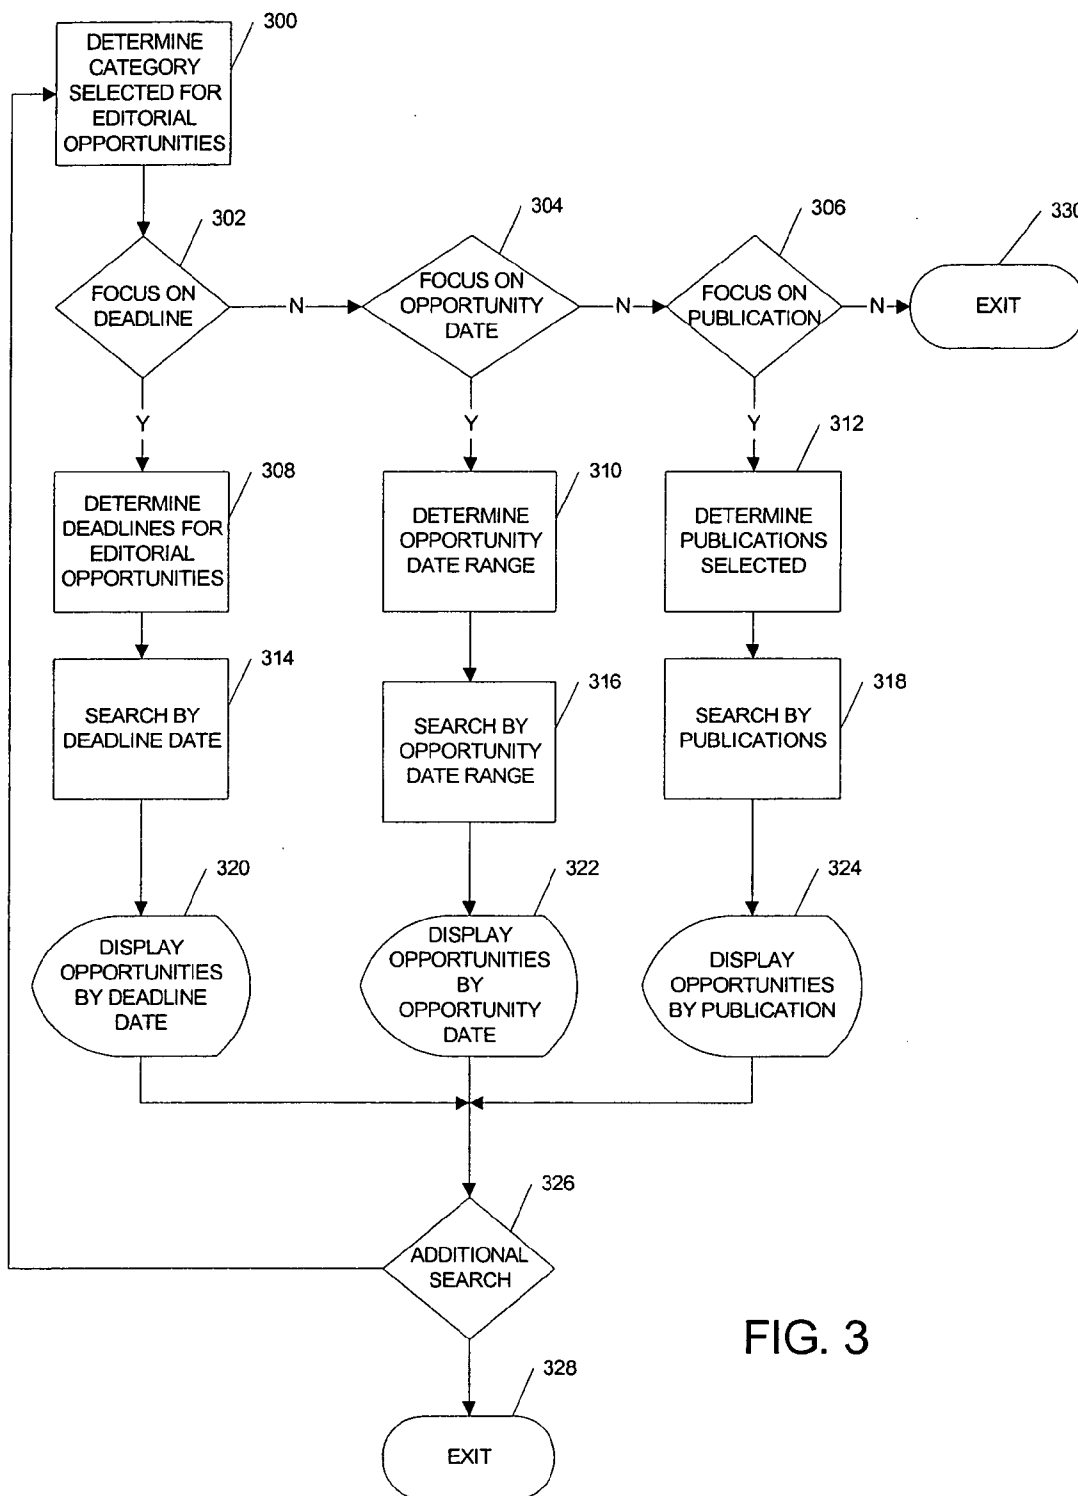 300
DETERMINE
CATEGORY
SELECTED FOR
EDITORIAL
OPPORTUNITIES
302
304
306
330
FOCUS ON
DEADLINE
N
FOCUS ON
OPPORTUNITY
DATE
N
FOCUS ON
PUBLICATION
N
EXIT
Y
Y
Y
308
310
312
DETERMINE
DEADLINES FOR
EDITORIAL
OPPORTUNITIES
DETERMINE
OPPORTUNITY
DATE RANGE
DETERMINE
PUBLICATIONS
SELECTED
314
316
318
SEARCH BY
DEADLINE DATE
SEARCH BY
OPPORTUNITY
DATE RANGE
SEARCH BY
PUBLICATIONS
320
322
324
DISPLAY
OPPORTUNITIES
BY DEADLINE
DATE
DISPLAY
OPPORTUNITIES
BY
OPPORTUNITY
DATE
DISPLAY
OPPORTUNITIES
BY PUBLICATION
326
ADDITIONAL
SEARCH
FIG. 3
328
EXIT